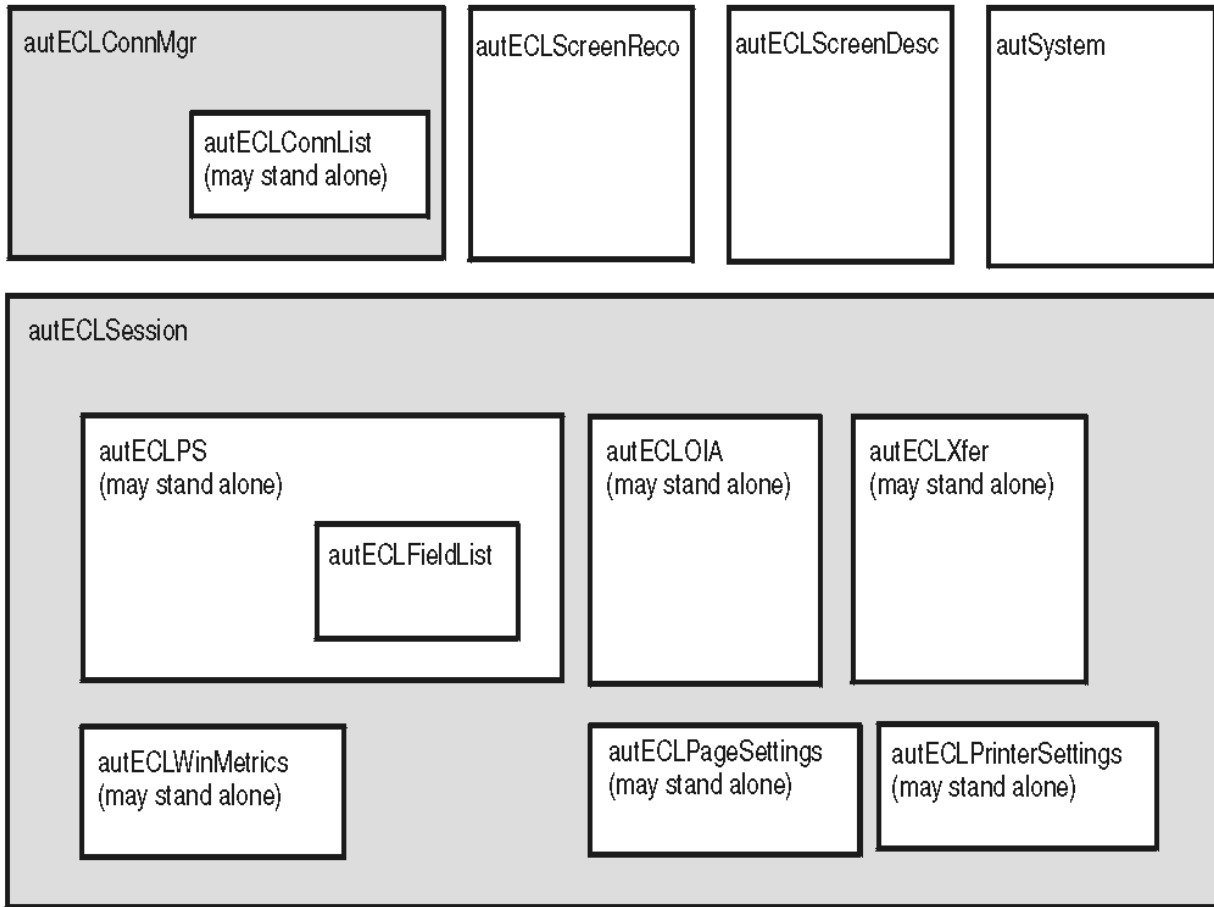 autECLConnMgr
autECLConnList
(may stand alone)
autECLScreenReco
autECLScreenDesc
autSystem
autECLSession
autECLPS
(may stand alone)
autECLFieldList
autECLOIA
(may stand alone)
autECLXfer
(may stand alone)
autECLWinMetrics
(may stand alone)
autECLPageSettings
(may stand alone)
autECLPrinterSettings
(may stand alone)